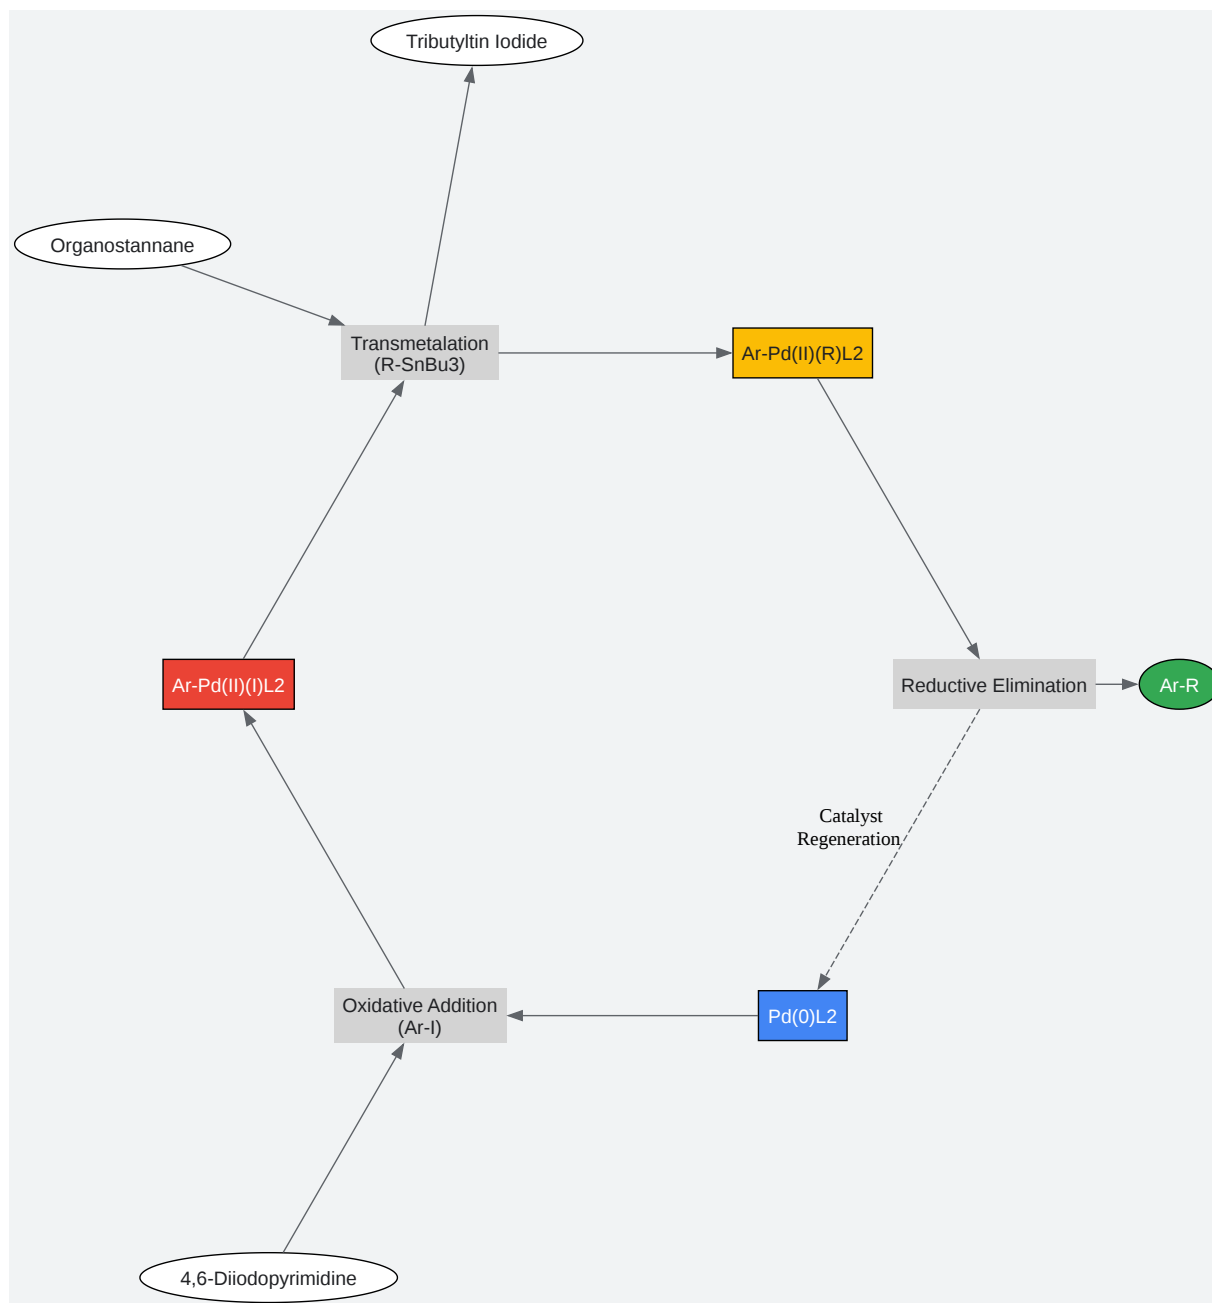 Tributyltin Iodide
Organostannane
Transmetalation
(R-SnBu3)
Ar-Pd(II)(R)L2
Ar-Pd(II)(I)L2
Reductive Elimination
Ar-R
Catalyst
Regeneration
Oxidative Addition
(Ar-I)
Pd(0)L2
4,6-Diiodopyrimidine